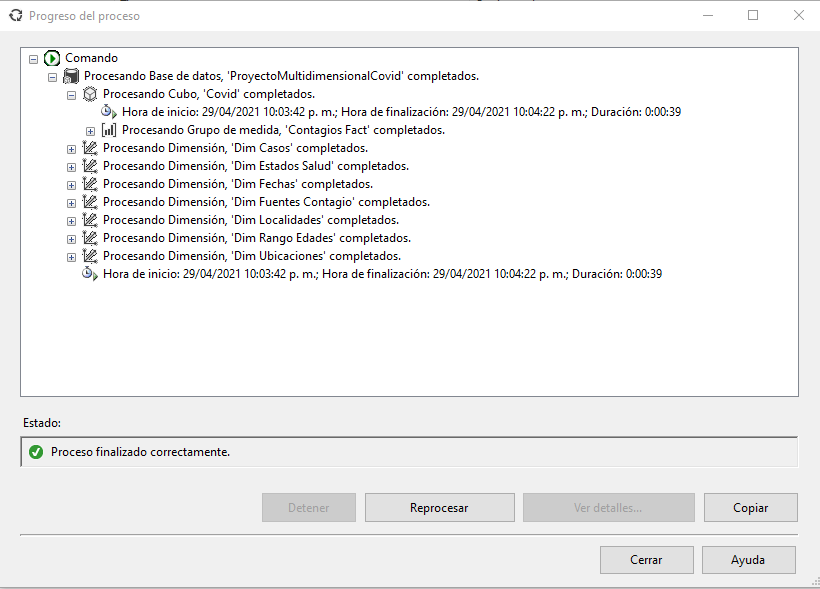 Progreso del proceso
Comando
Procesando Base de datos, 'ProyectoMultidimensionalCovid' completados.
Procesando Cubo, 'Covid' completados.
Hora de inicio: 29/04/2021 10:03:42 p. m.; Hora de finalización: 29/04/2021 10:04:22 p. m.; Duración: 0:00:39
Procesando Grupo de medida, 'Contagios Fact' completados.
Procesando Dimensión, 'Dim Casos' completados.
Procesando Dimensión, 'Dim Estados Salud' completados.
Procesando Dimensión, 'Dim Fechas' completados.
Procesando Dimensión, 'Dim Fuentes Contagio' completados.
Procesando Dimensión, 'Dim Localidades' completados.
Procesando Dimensión, 'Dim Rango Edades' completados.
Procesando Dimensión, 'Dim Ubicaciones' completados.
Hora de inicio: 29/04/2021 10:03:42 p. m.; Hora de finalización: 29/04/2021 10:04:22 p. m.; Duración: 0:00:39
Estado:
Proceso finalizado correctamente.
Detener
Reprocesar
Ver detalles...
Copiar
Cerrar
Ayuda